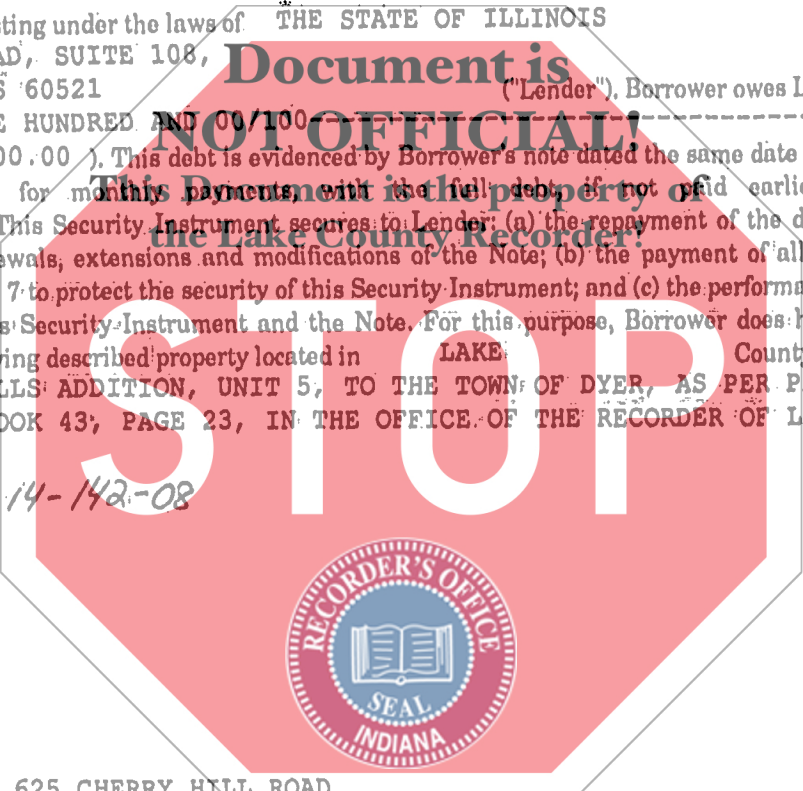 ting under the laws of THE STATE OF ILLINOIS
AD, SUITE 108,
Document is
S 60521 ("Lender"). Borrower owes L
E HUNDRED AND 00/100
NOT OFFICIAL!
00.00 ). This debt is evidenced by Borrower's note dated the same date
for monthly payments, with the full debt, if not paid earlie
This Document is the property of
This Security Instrument secures to Lender: (a) the repayment of the d
the Lake County Recorder!
ewals, extensions and modifications of the Note; (b) the payment of all
7 to protect the security of this Security Instrument; and (c) the performa
s Security Instrument and the Note. For this purpose, Borrower does h
ving described property located in LAKE County
LLS ADDITION, UNIT 5, TO THE TOWN OF DYER, AS PER P
OOK 43, PAGE 23, IN THE OFFICE OF THE RECORDER OF L
STOP
14-142-08
RECORDER'S OFFICE
SEAL
INDIANA
625 CHERRY HILL ROAD